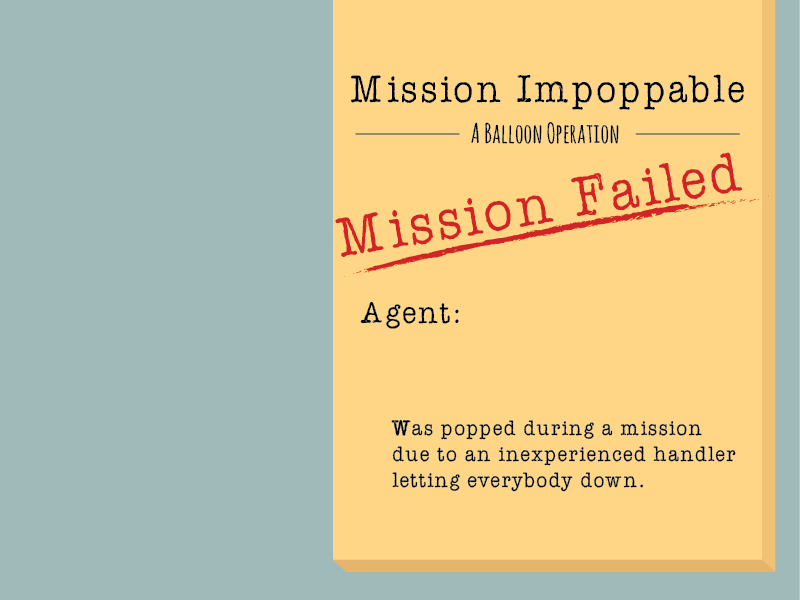 Mission Impoppable
A Balloon Operation
Mission Failed
Agent:
Was popped during a mission
due to an inexperienced handler
letting everybody down.